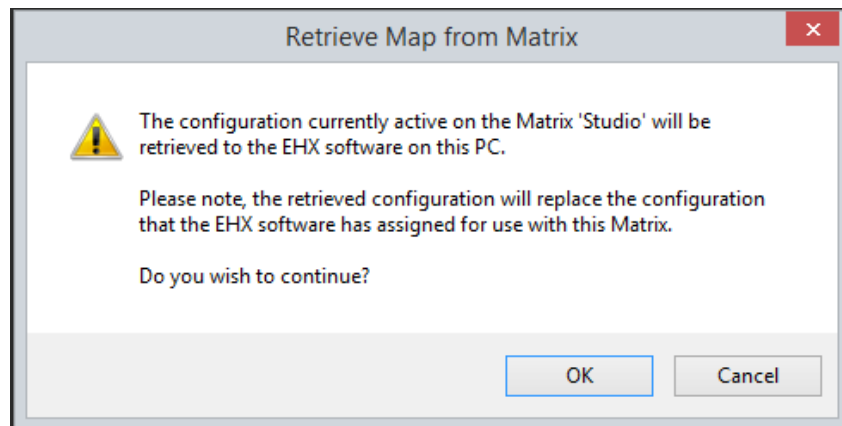 Retrieve Map from Matrix
The configuration currently active on the Matrix 'Studio' will be
retrieved to the EHX software on this PC.
Please note, the retrieved configuration will replace the configuration
that the EHX software has assigned for use with this Matrix.
Do you wish to continue?
OK
Cancel